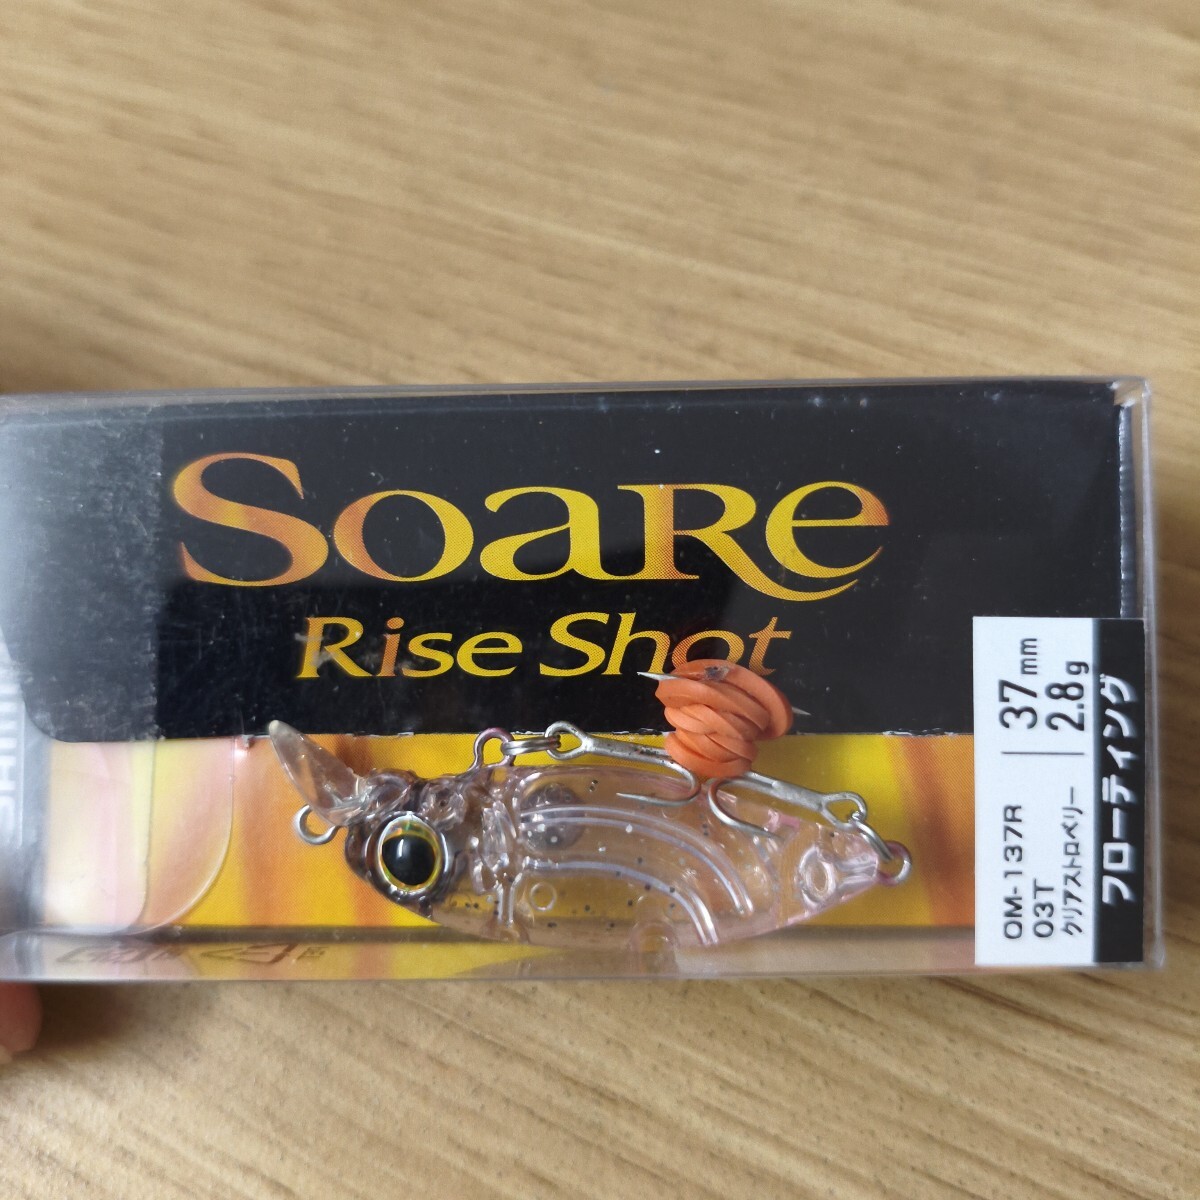 Soare
Rise Shot
37mm
2.8g
OM-137R
03T
クリアストロベリー
フローティング